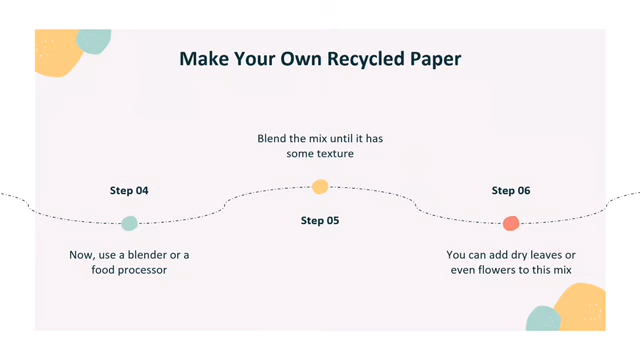 Make Your Own Recycled Paper
Step 04
Now, use a blender or a
food processor
Blend the mix until it has
some texture
Step 05
Step 06
You can add dry leaves or
even flowers to this mix